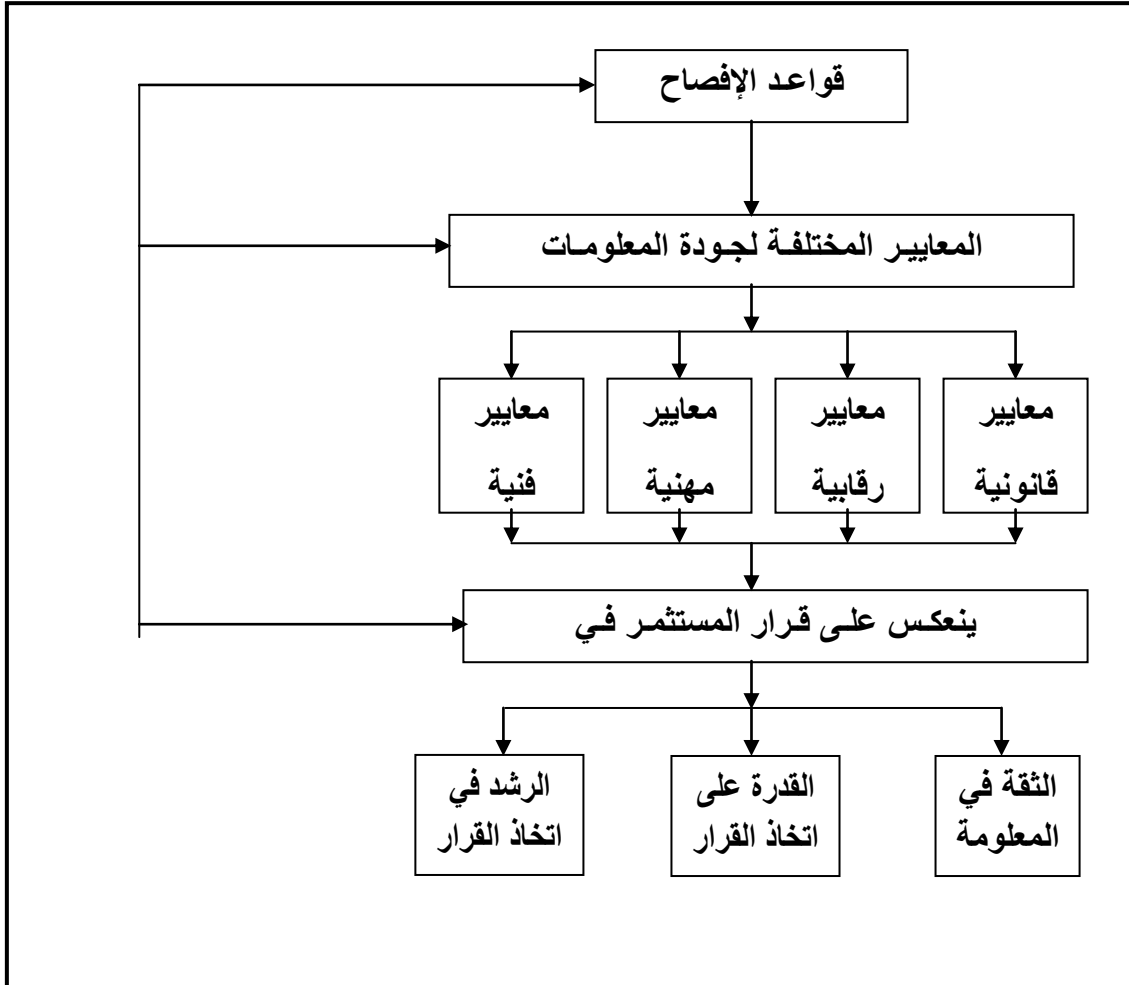 قواعد الإفصاح
المعايير المختلفة لجودة المعلومات
معايير
قانونية
معايير
رقابية
معايير
مهنية
معايير
فنية
ينعكس على قرار المستثمر في
الثقة في
المعلومة
القدرة على
اتخاذ القرار
الرشد في
اتخاذ القرار